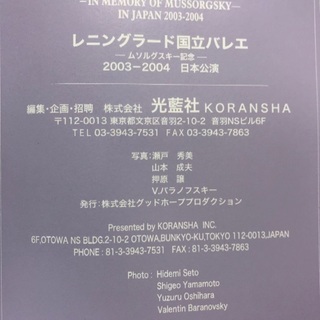 －IN MEMORY OF MUSSORGSKY－
IN JAPAN 2003-2004
レニングラード国立バレエ
―ムソルグスキー記念―
2003－2004 日本公演
編集・企画・招聘 株式会社 光藍社 KORANSHA
〒112-0013 東京都文京区音羽2-10-2 音羽NSビル6F
TEL 03-3943-7531 FAX 03-3943-7863
写真：瀬戸 秀美
山本 成夫
押原 譲
V.バラノフスキー
発行：株式会社グッドホーププロダクション
Presented by KORANSHA INC.
6F,OTOWA NS BLDG.2-10-2 OTOWA,BUNKYO-KU,TOKYO 112-0013,JAPAN
PHONE : 81-3-3943-7531 FAX : 81-3-3943-7863
Photo : Hidemi Seto
Shigeo Yamamoto
Yuzuru Oshihara
Valentin Baranovsky